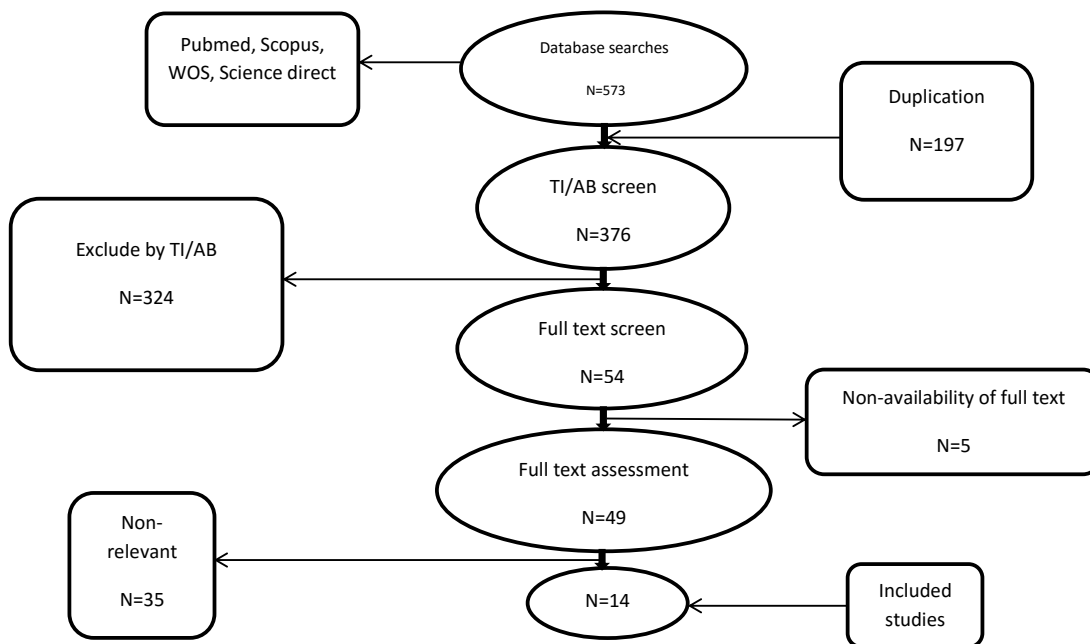 Pubmed, Scopus,
WOS, Science direct
Database searches
N=573
Duplication
N=197
TI/AB screen
N=376
Exclude by TI/AB
N=324
Full text screen
N=54
Non-availability of full text
N=5
Full text assessment
N=49
Non-
relevant
N=35
N=14
Included
studies